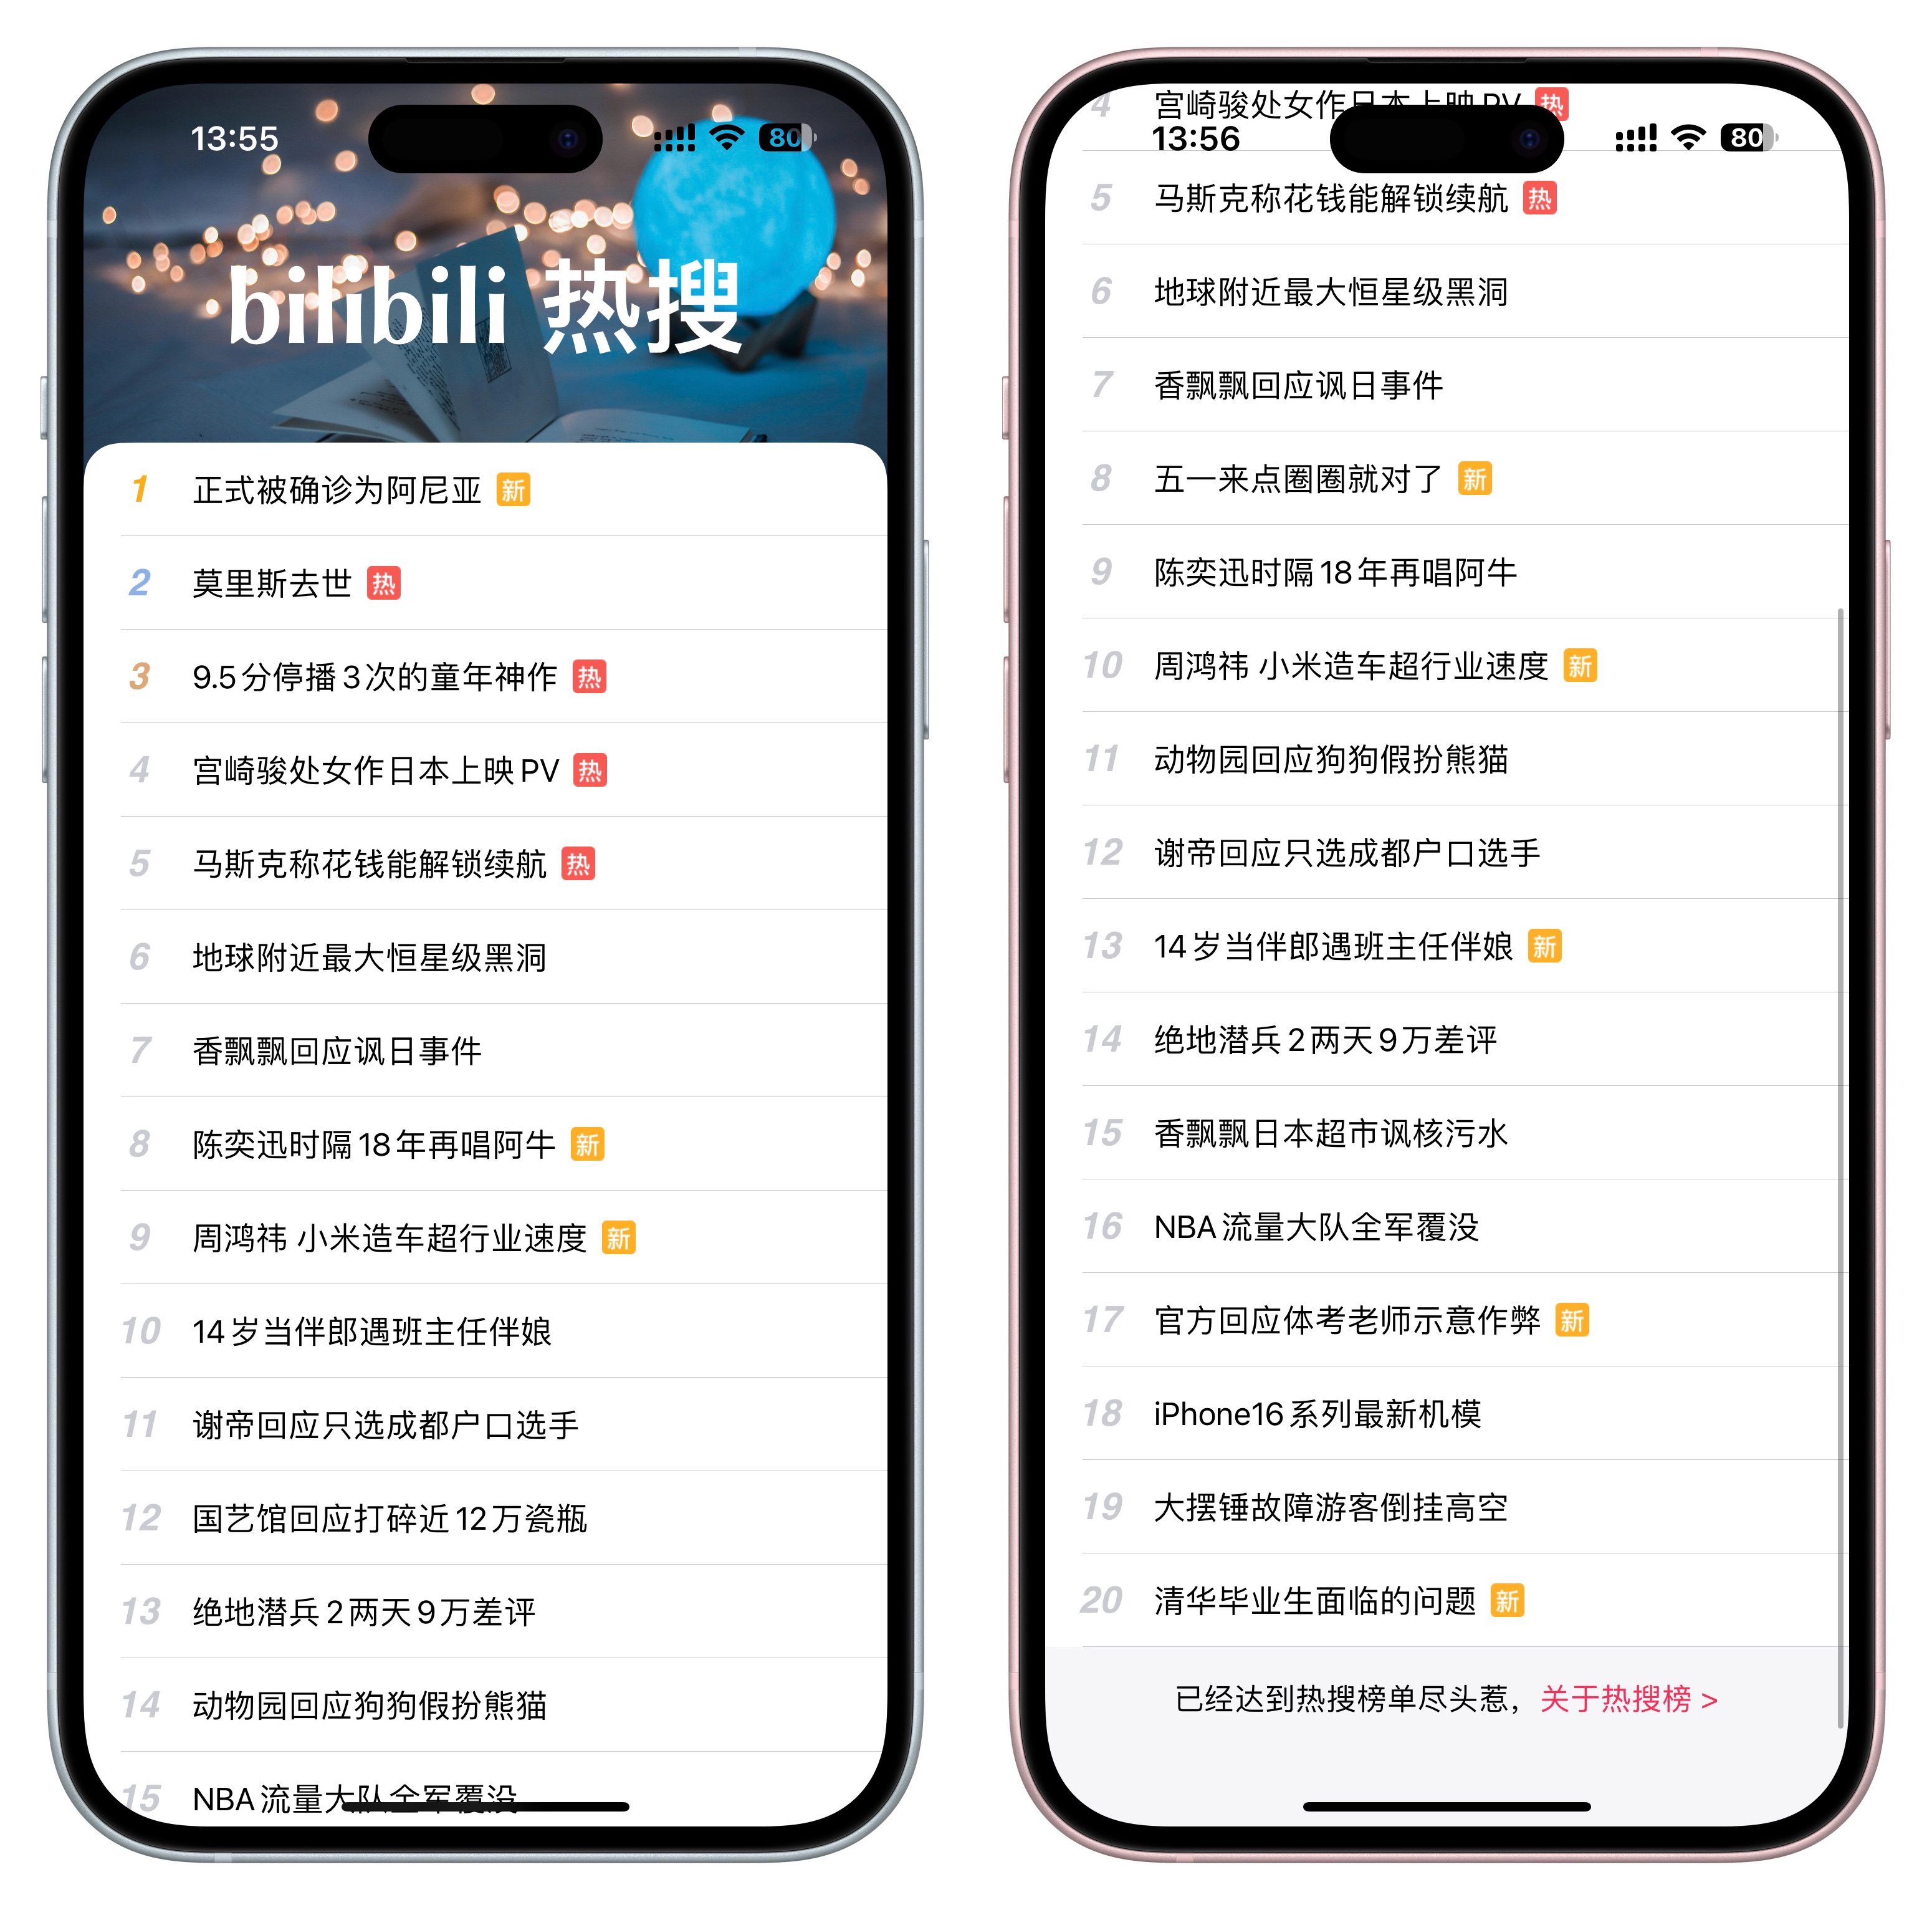 13:55
80
bilibili 热搜
1 正式被确诊为阿尼亚 新
2 莫里斯去世 热
3 9.5分停播3次的童年神作 热
4 宫崎骏处女作日本上映PV 热
5 马斯克称花钱能解锁续航 热
6 地球附近最大恒星级黑洞
7 香飘飘回应讽日事件
8 陈奕迅时隔18年再唱阿牛 新
9 周鸿祎 小米造车超行业速度 新
10 14岁当伴郎遇班主任伴娘
11 谢帝回应只选成都户口选手
12 国艺馆回应打碎近12万瓷瓶
13 绝地潜兵2两天9万差评
14 动物园回应狗狗假扮熊猫
15 NBA流量大队全军覆没
4 宫崎骏处女作日本上映PV 热
13:56
80
5 马斯克称花钱能解锁续航 热
6 地球附近最大恒星级黑洞
7 香飘飘回应讽日事件
8 五一来点圈圈就对了 新
9 陈奕迅时隔18年再唱阿牛
10 周鸿祎 小米造车超行业速度 新
11 动物园回应狗狗假扮熊猫
12 谢帝回应只选成都户口选手
13 14岁当伴郎遇班主任伴娘 新
14 绝地潜兵2两天9万差评
15 香飘飘日本超市讽核污水
16 NBA流量大队全军覆没
17 官方回应体考老师示意作弊 新
18 iPhone16系列最新机模
19 大摆锤故障游客倒挂高空
20 清华毕业生面临的问题 新
已经达到热搜榜单尽头惹，关于热搜榜 >